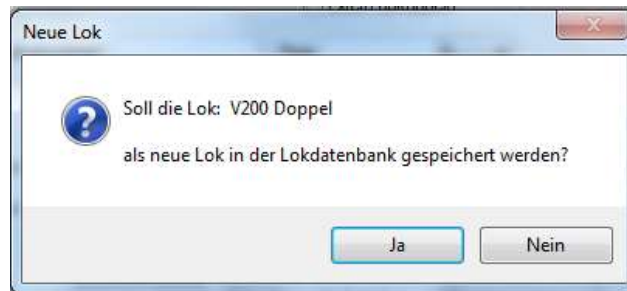 Neue Lok
Soll die Lok: V200 Doppel
als neue Lok in der Lokdatenbank gespeichert werden?
Ja
Nein